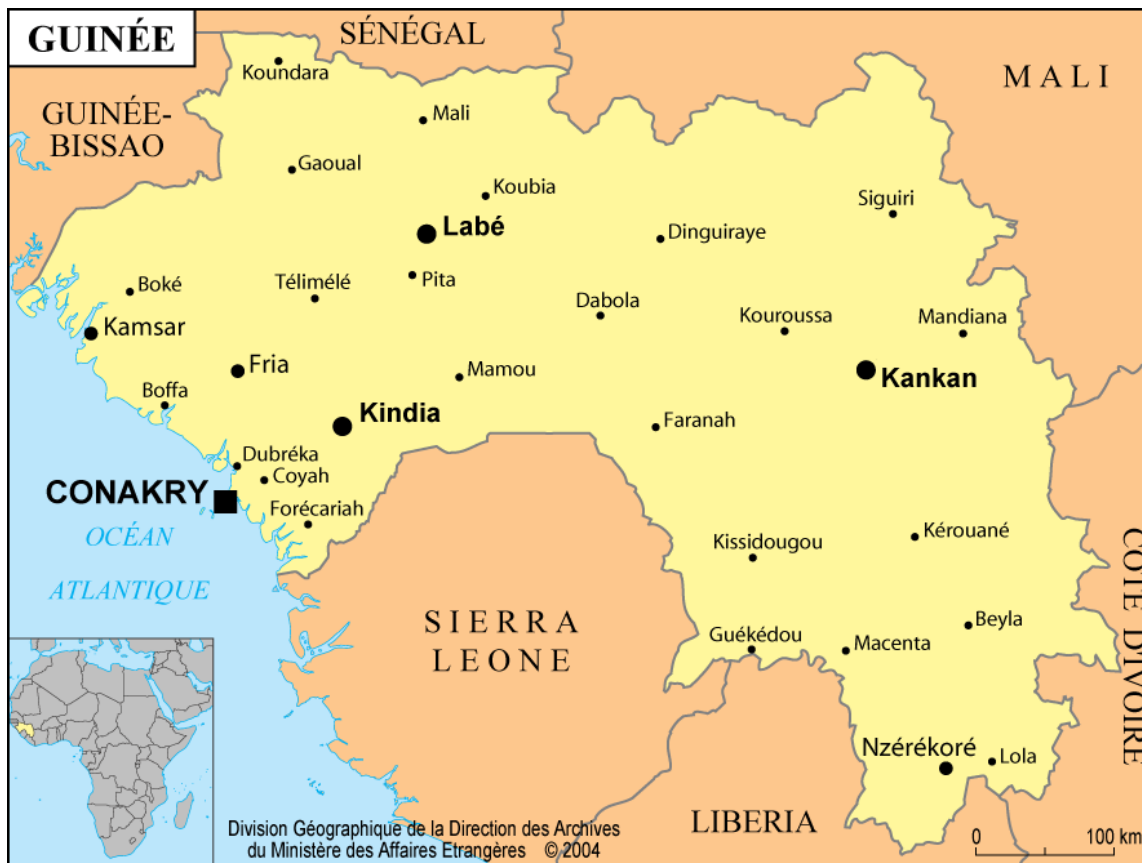 GUINÉE
SÉNÉGAL
MALI
GUINÉE-
BISSAO
Koundara
Mali
Gaoual
Koubia
Siguiri
Labé
Dinguiraye
Boké
Télimélé
Pita
Dabola
Kouroussa
Mandiana
Kamsar
Fria
Mamou
Kankan
Boffa
Kindia
Faranah
Dubréka
Coyah
CONAKRY
Forécariah
OCÉAN
ATLANTIQUE
Kissidougou
Kérouané
SIERRA
LEONE
Guékédou
Macenta
Beyla
CÔTE D'IVOIRE
Nzérékoré
Lola
LIBERIA
0 100 km
Division Géographique de la Direction des Archives
du Ministère des Affaires Etrangères © 2004